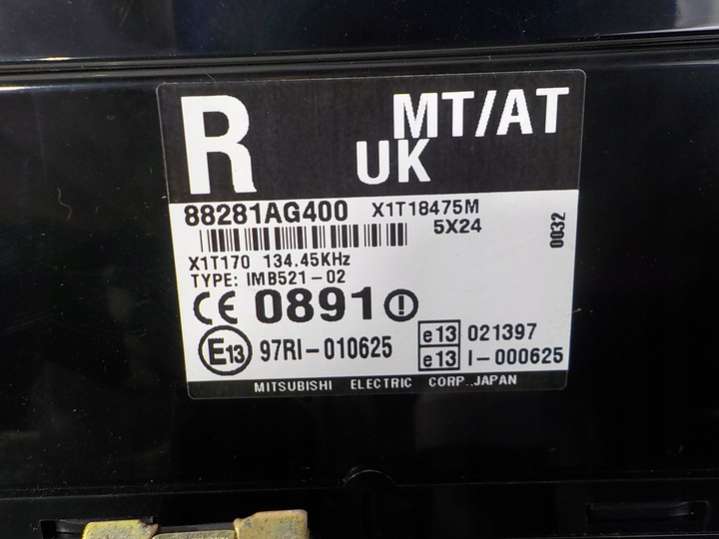 R MT/AT
UK
88281AG400 X1T18475M
5X24
0032
X1T170 134.45KHz
TYPE: IMB521-02
CE 0891
E13 97RI-010625
e13 021397
e13 I-000625
MITSUBISHI ELECTRIC CORP. JAPAN